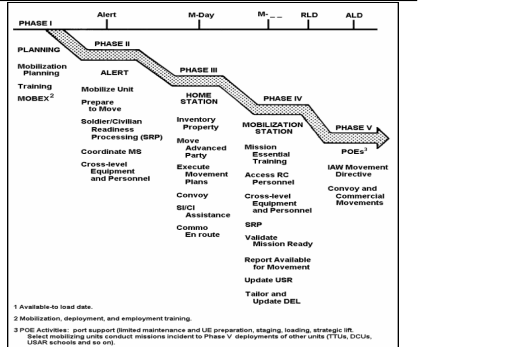 Alert M-Day M-_ _ RLD ALD
PHASE I
PLANNING
Mobilization
Planning
Training
MOBEX2
PHASE II
ALERT
Mobilize Unit
Prepare
to Move
Soldier/Civilian
Readiness
Processing (SRP)
Coordinate MS
Cross-level
Equipment
and Personnel
PHASE III
HOME
STATION
Inventory
Property
Move
Advanced
Party
Execute
Movement
Plans
Convoy
SI/CI
Assistance
Commo
En route
PHASE IV
MOBILIZATION
STATION
Mission
Essential
Training
Access RC
Personnel
Cross-level
Equipment
and Personnel
SRP
Validate
Mission Ready
Report Available
for Movement
Update USR
Tailor and
Update DEL
PHASE V
POEs3
IAW Movement
Directive
Convoy and
Commercial
Movements
1 Available-to load date.
2 Mobilization, deployment, and employment training.
3 POE Activities: port support (limited maintenance and UE preparation, staging, loading, strategic lift.
Select mobilizing units conduct missions incident to Phase V deployments of other units (TTUs, DCUs,
USAR schools and so on).